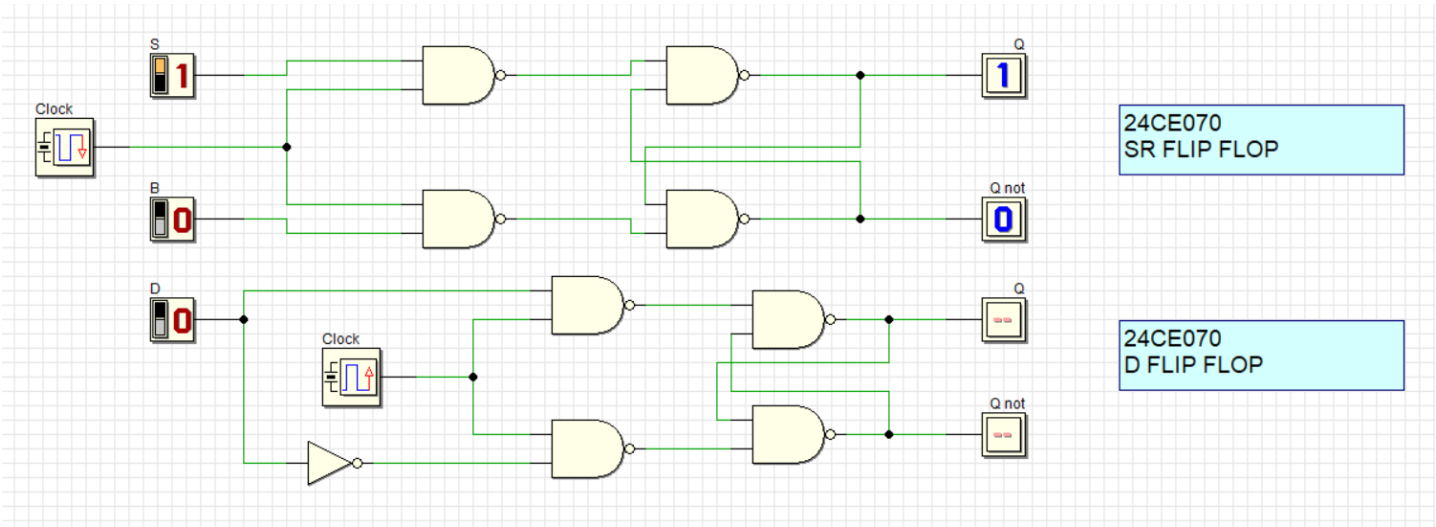 S
1
Q
1
Clock
24CE070
SR FLIP FLOP
B
0
Q not
0
D
0
Q
--
Clock
24CE070
D FLIP FLOP
Q not
--